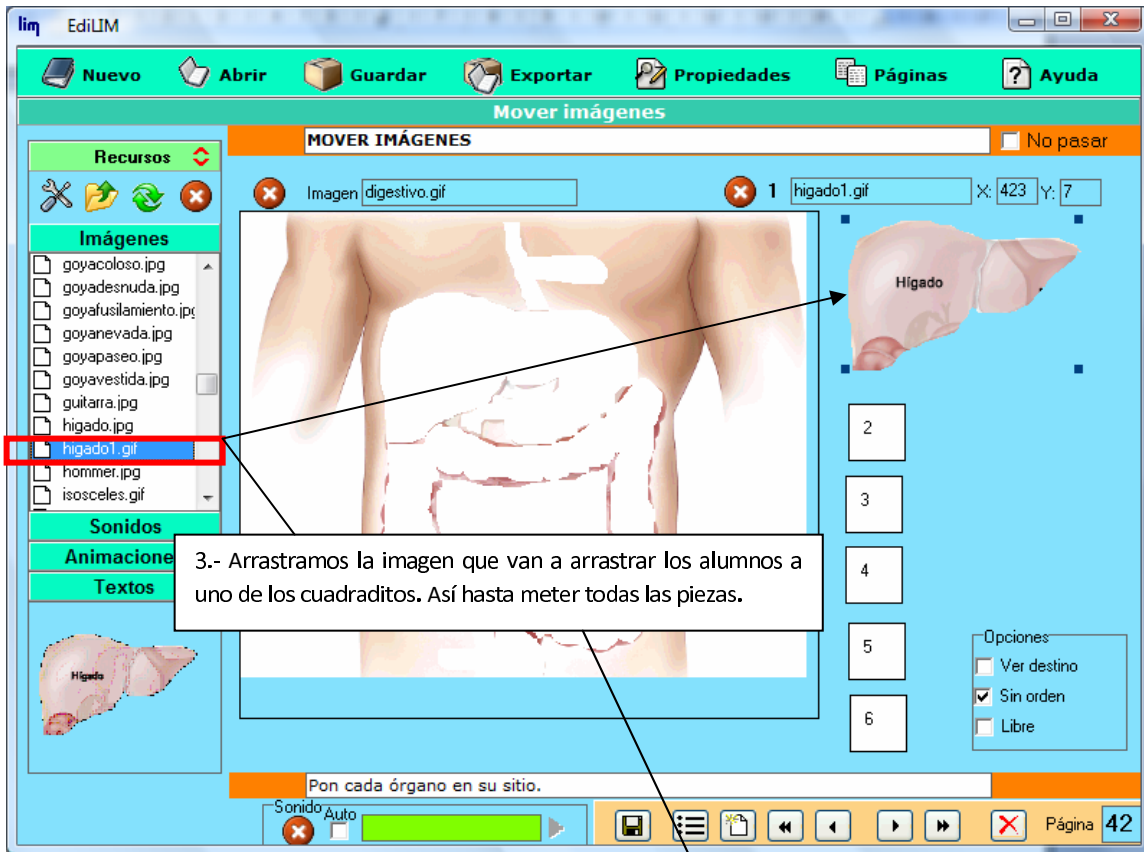 lim EdiLIM
Nuevo Abrir Guardar Exportar Propiedades Páginas Ayuda
Mover imágenes
MOVER IMÁGENES No pasar
Recursos
Imagen digestivo.gif 1 higado1.gif X: 423 Y: 7
Imágenes
goyacoloso.jpg
goyadesnuda.jpg
goyafusilamiento.jpg
goyanevada.jpg
goyapaseo.jpg
goyavestida.jpg
guitarra.jpg
higado.jpg
higado1.gif
hommer.jpg
isosceles.gif
Hígado
2
3
4
5
6
Sonidos
Animacione
Textos
3.- Arrastramos la imagen que van a arrastrar los alumnos a
uno de los cuadraditos. Así hasta meter todas las piezas.
Hígado
Opciones
Ver destino
Sin orden
Libre
Pon cada órgano en su sitio.
Sonido Auto
Página 42